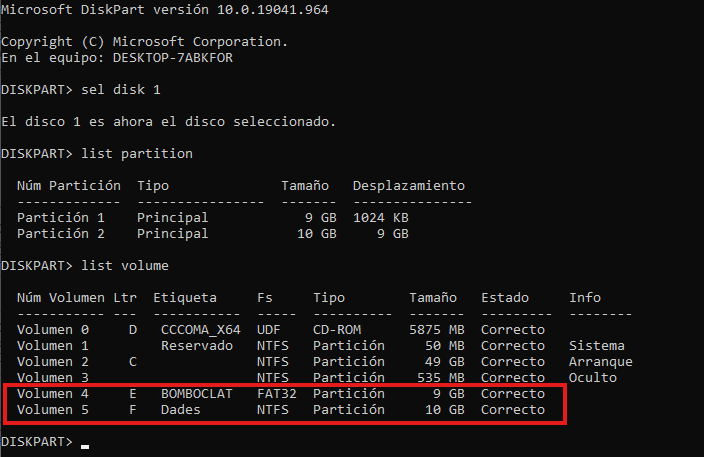 Microsoft DiskPart versión 10.0.19041.964
Copyright (C) Microsoft Corporation.
En el equipo: DESKTOP-7ABKFOR
DISKPART> sel disk 1
El disco 1 es ahora el disco seleccionado.
DISKPART> list partition
  Núm Partición  Tipo              Tamaño   Desplazamiento
  -------------  ----------------  -------  ---------------
  Partición 1    Principal            9 GB  1024 KB
  Partición 2    Principal           10 GB     9 GB
DISKPART> list volume
  Núm Volumen Ltr  Etiqueta     Fs     Tipo        Tamaño   Estado     Info
  ----------- ---  -----------  -----  ----------  -------  ---------  --------
  Volumen 0     D   CCCOMA_X64  UDF    CD-ROM      5875 MB  Correcto
  Volumen 1         Reservado   NTFS   Partición     50 MB  Correcto   Sistema
  Volumen 2     C               NTFS   Partición     49 GB  Correcto   Arranque
  Volumen 3                     NTFS   Partición    535 MB  Correcto   Oculto
  Volumen 4     E   BOMBOCLAT   FAT32  Partición      9 GB  Correcto
  Volumen 5     F   Dades       NTFS   Partición     10 GB  Correcto
DISKPART> _